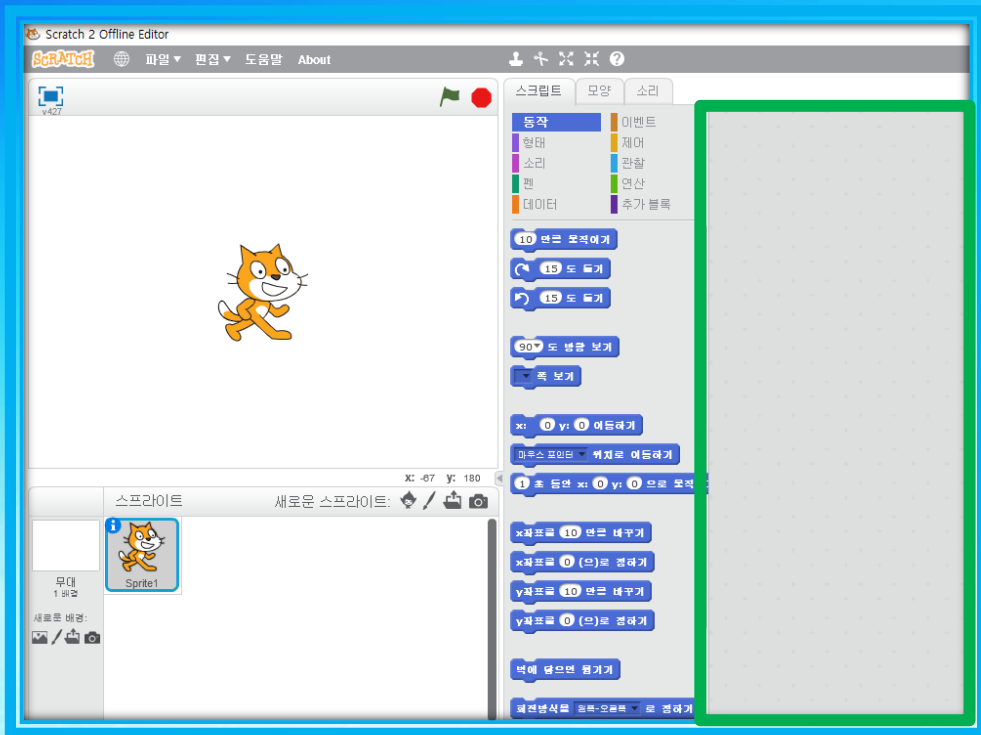 Scratch 2 Offline Editor
SCRATCH 파일 편집 도움말 About
v427
스크립트 모양 소리
동작 이벤트
형태 제어
소리 관찰
펜 연산
데이터 추가 블록
10 만큼 움직이기
15 도 돌기
15 도 돌기
90 도 방향 보기
쪽 보기
x: 0 y: 0 이동하기
마우스 포인터 위치로 이동하기
1 초 동안 x: 0 y: 0 으로 움직
x좌표를 10 만큼 바꾸기
x좌표를 0 (으)로 정하기
y좌표를 10 만큼 바꾸기
y좌표를 0 (으)로 정하기
벽에 닿으면 튕기기
회전방식을 왼쪽-오른쪽 로 정하기
X: -67 y: 180
스프라이트 새로운 스프라이트:
Sprite1
무대
1 배경
새로운 배경: